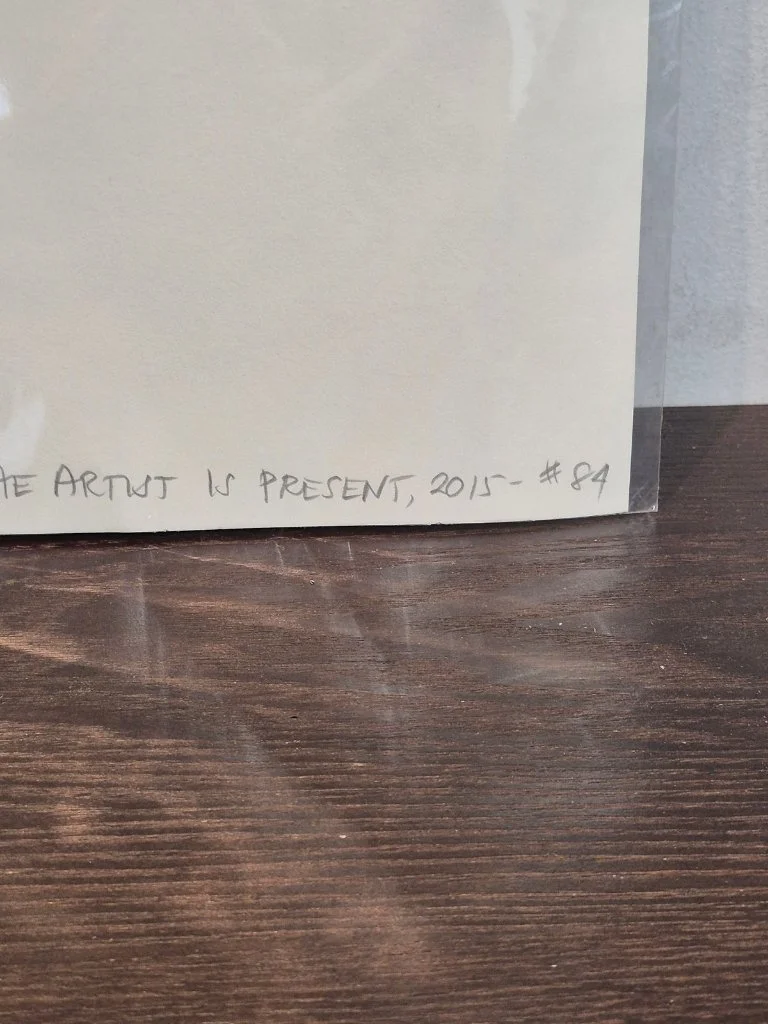 HE ARTIST IS PRESENT, 2015- #84